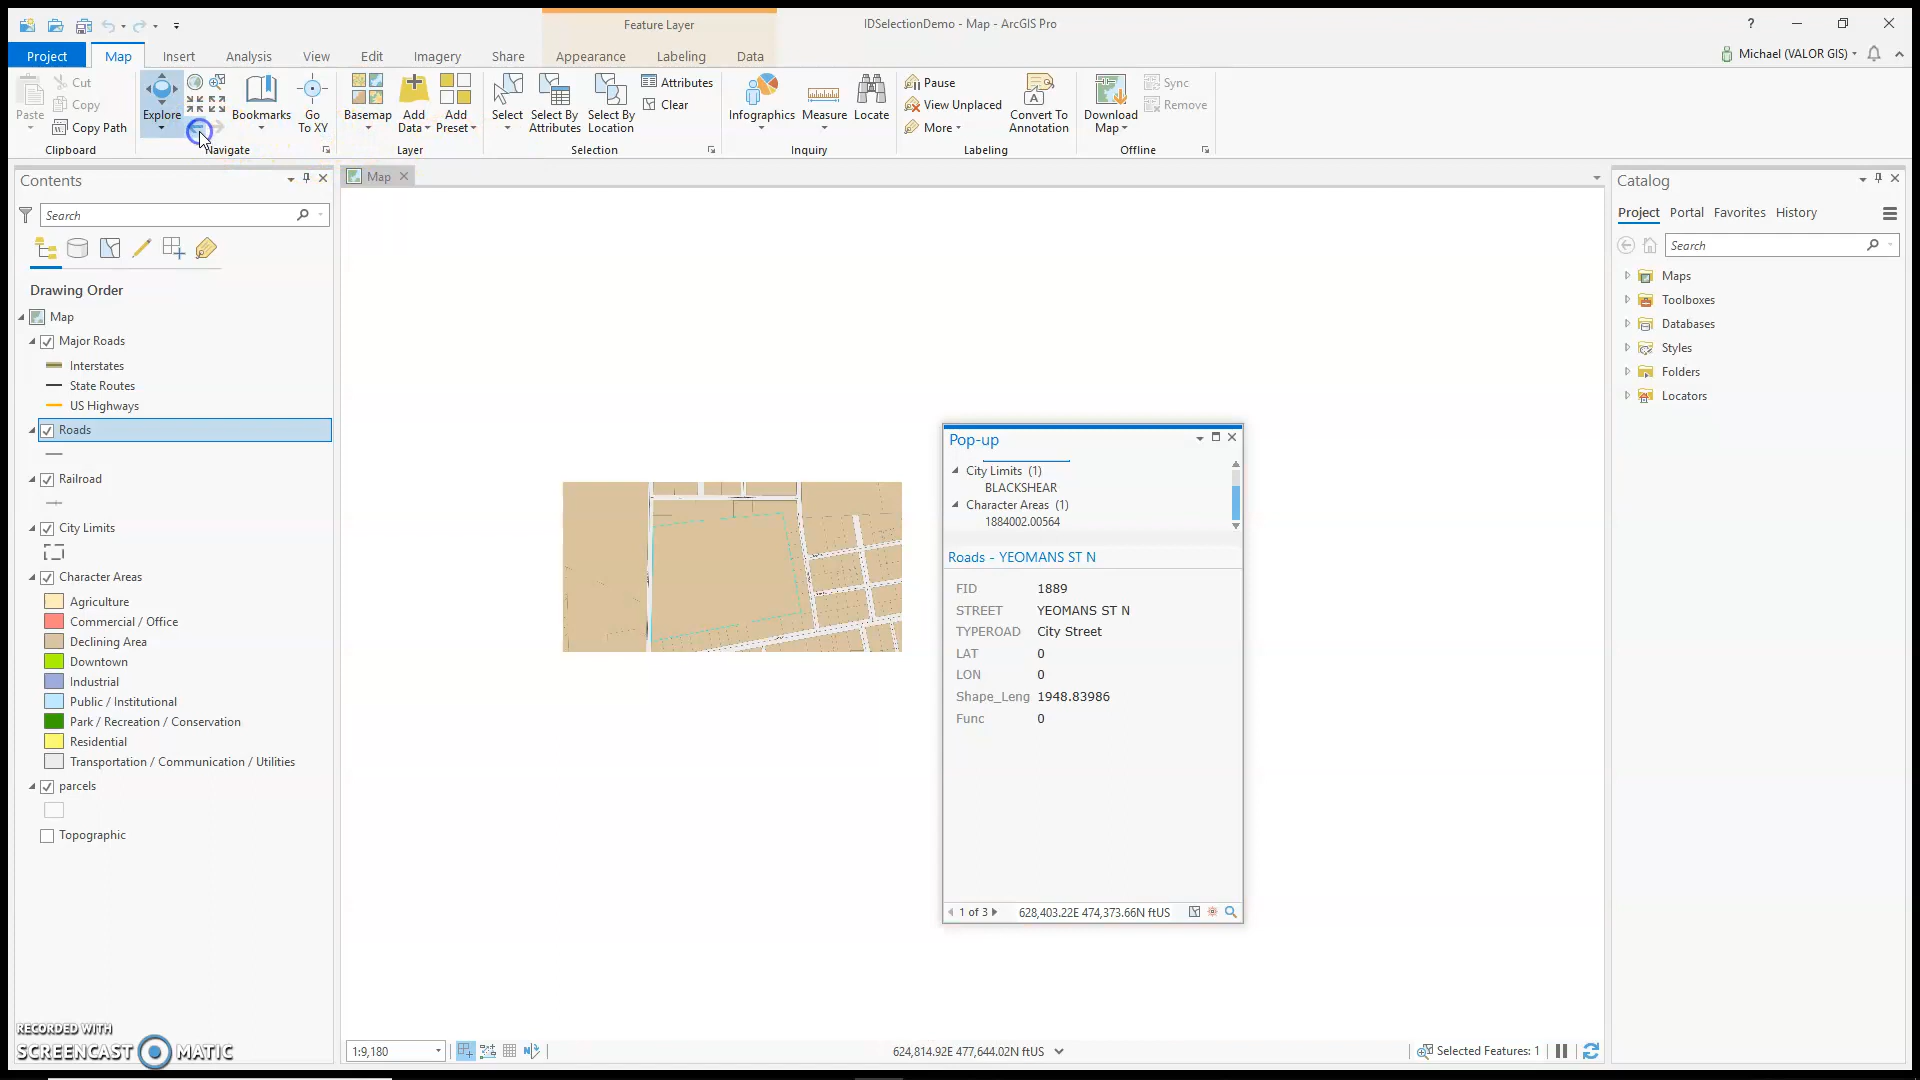 Feature Layer
IDSelectionDemo - Map - ArcGIS Pro
?
Project Map Insert Analysis View Edit Imagery Share Appearance Labeling Data
Michael (VALOR GIS)
Paste
Cut
Copy
Copy Path
Clipboard
Explore
Bookmarks
Go To XY
Navigate
Basemap
Add Data
Add Preset
Layer
Select
Select By Attributes
Select By Location
Attributes
Clear
Selection
Infographics
Measure
Locate
Inquiry
Pause
View Unplaced
More
Convert To Annotation
Labeling
Download Map
Sync
Remove
Offline
Contents
Search
Drawing Order
Map
Major Roads
Interstates
State Routes
US Highways
Roads
Railroad
City Limits
Character Areas
Agriculture
Commercial / Office
Declining Area
Downtown
Industrial
Public / Institutional
Park / Recreation / Conservation
Residential
Transportation / Communication / Utilities
parcels
Topographic
RECORDED WITH
SCREENCAST MATIC
Map
Pop-up
City Limits (1)
BLACKSHEAR
Character Areas (1)
1884002.00564
Roads - YEOMANS ST N
FID 1889
STREET YEOMANS ST N
TYPEROAD City Street
LAT 0
LON 0
Shape_Leng 1948.83986
Func 0
1 of 3 628,403.22E 474,373.66N ftUS
1:9,180
624,814.92E 477,644.02N ftUS
Selected Features: 1
Catalog
Project Portal Favorites History
Search
Maps
Toolboxes
Databases
Styles
Folders
Locators